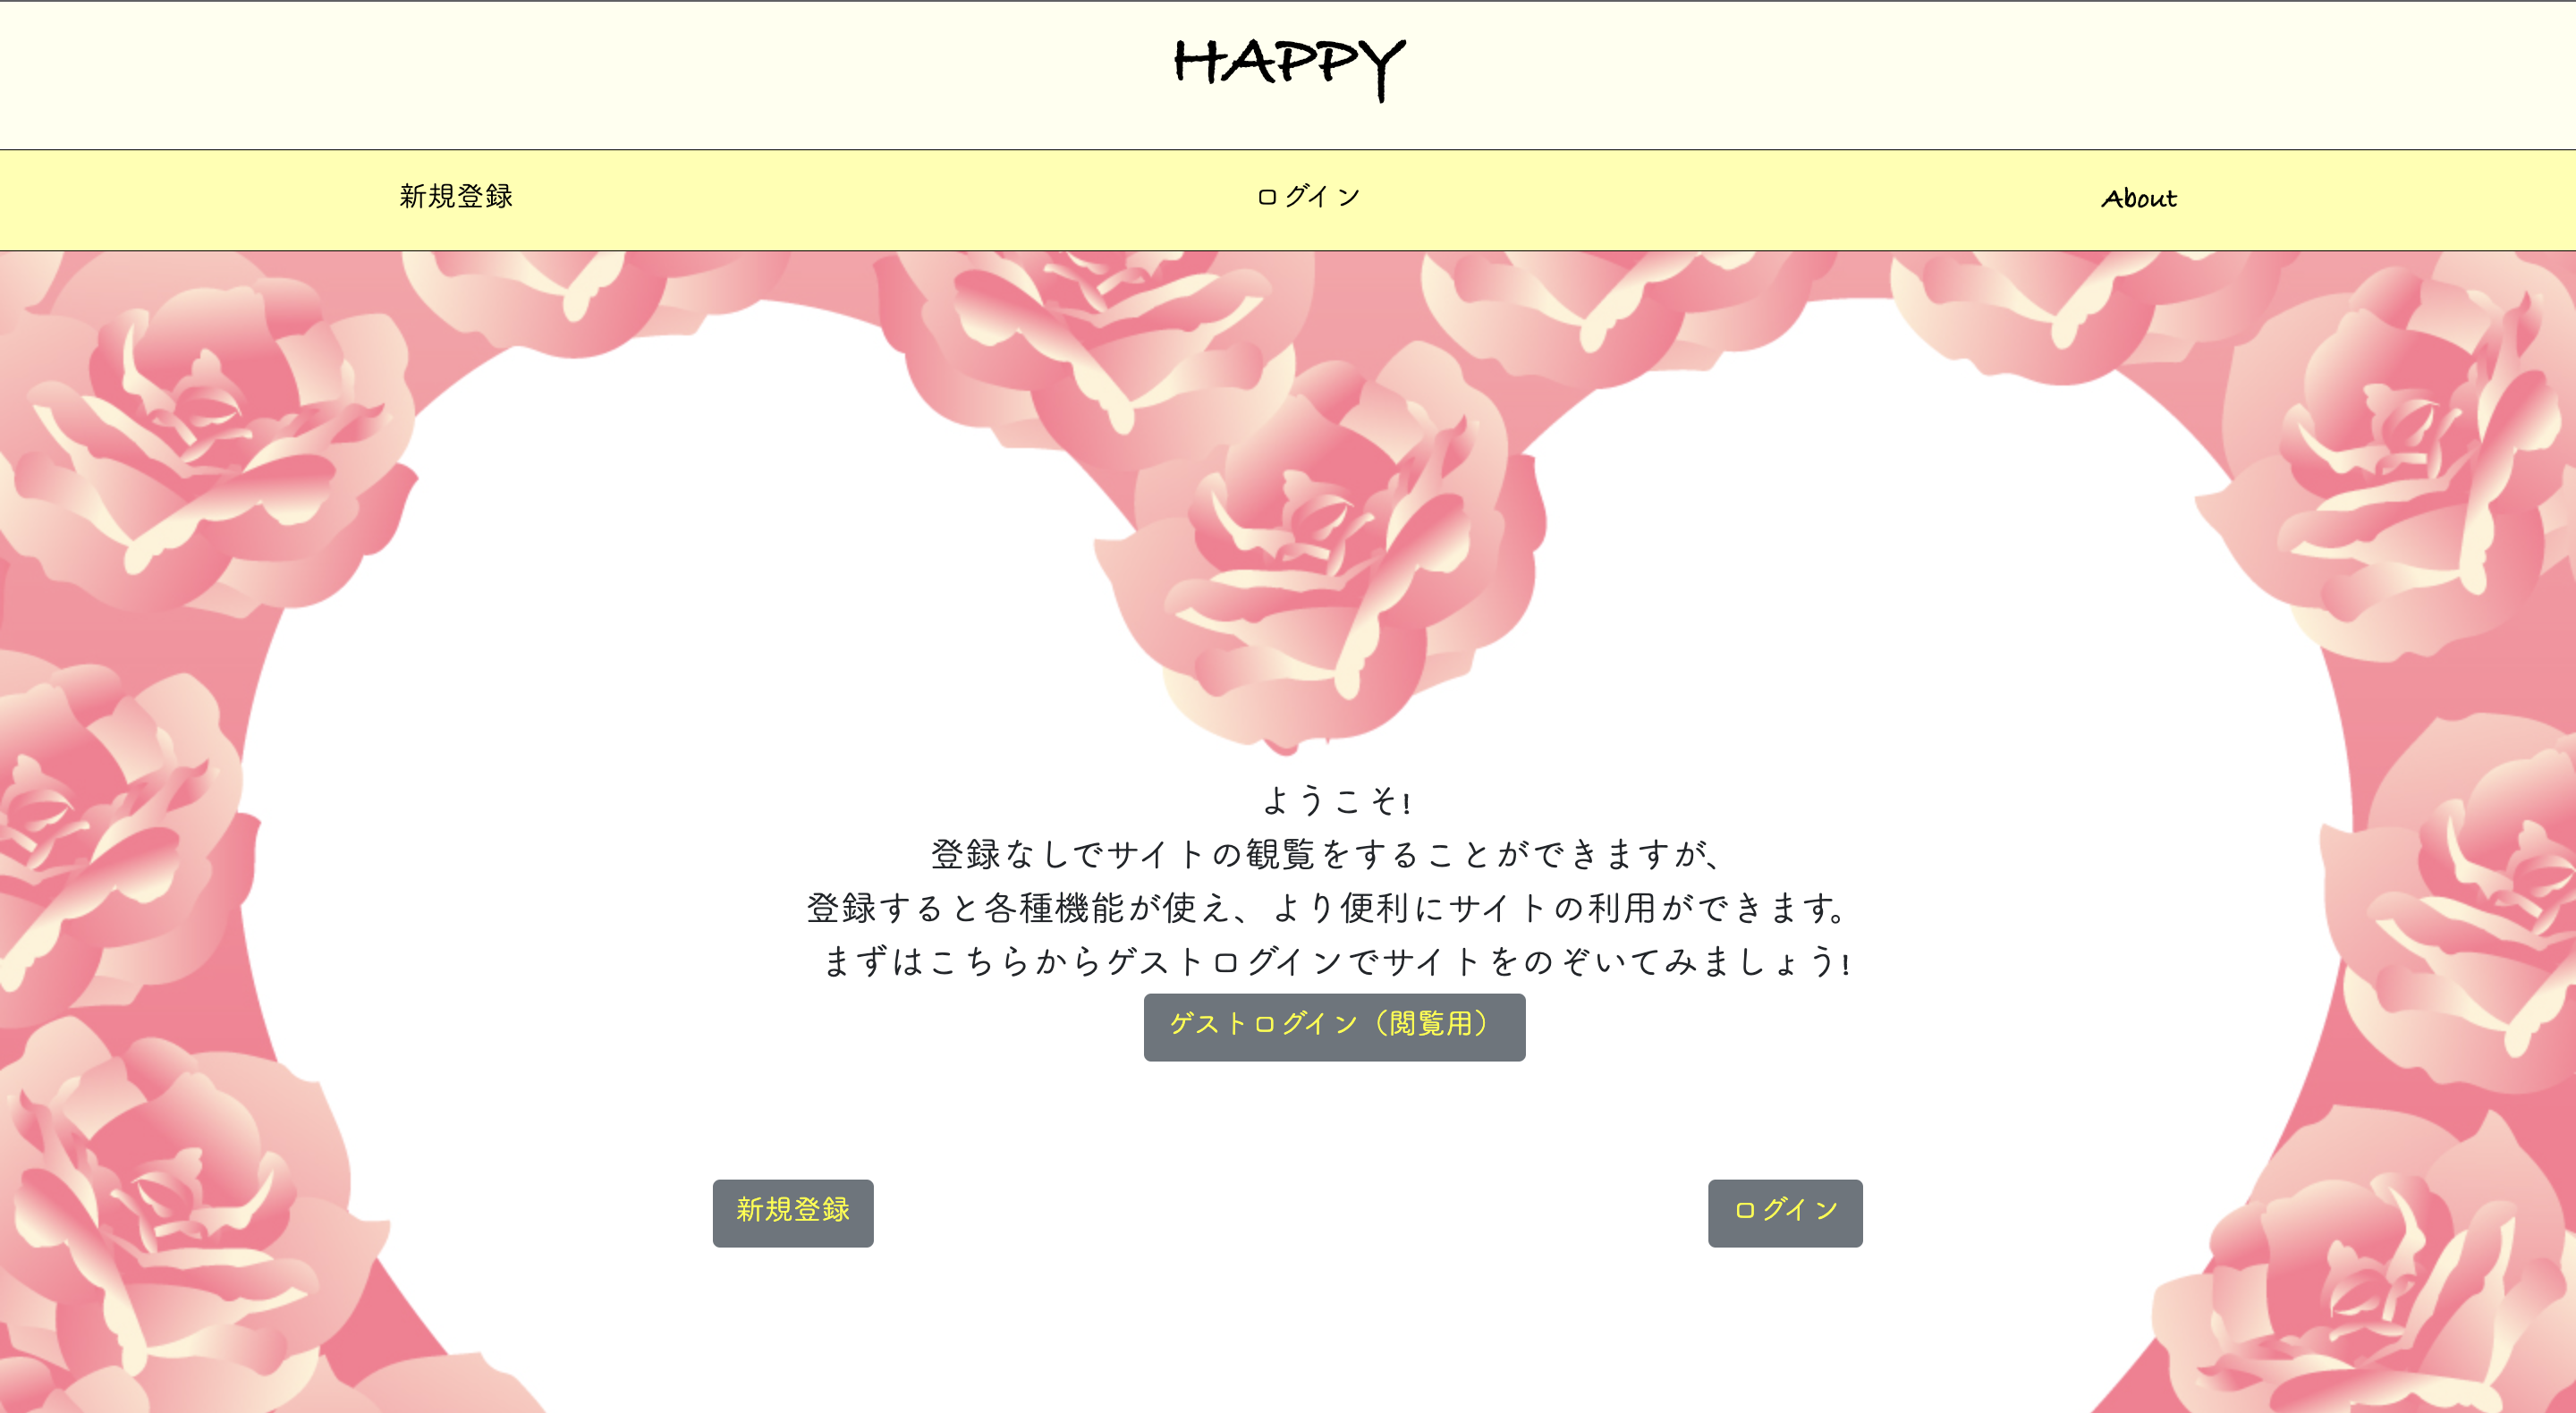 HAPPY
新規登録
ログイン
About
ようこそ!
登録なしでサイトの観覧をすることができますが、
登録すると各種機能が使え、より便利にサイトの利用ができます。
まずはこちらからゲストログインでサイトをのぞいてみましょう!
ゲストログイン（閲覧用）
新規登録
ログイン